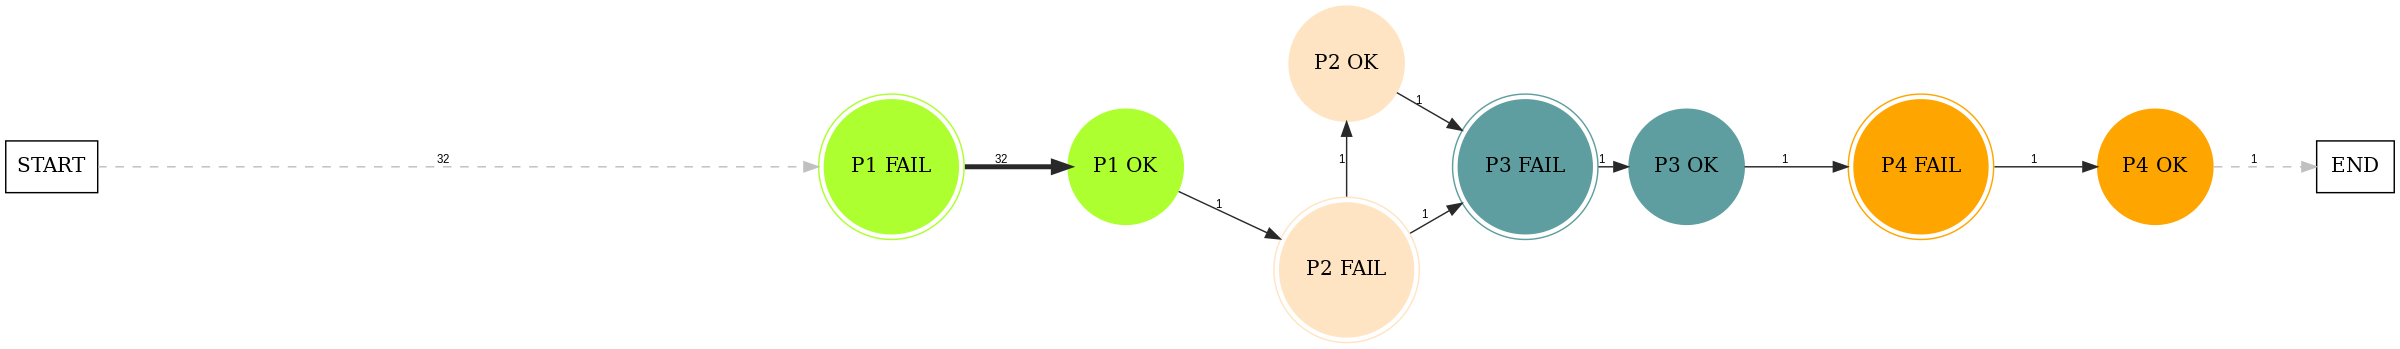 START
32
P1 FAIL
32
P1 OK
1
P2 OK
1
P2 FAIL
1
1
P3 FAIL
1
P3 OK
1
P4 FAIL
1
P4 OK
1
END